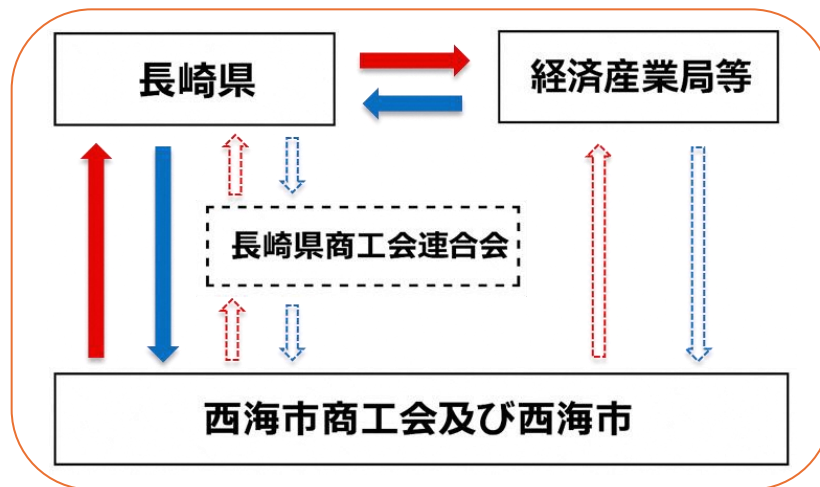 長崎県
経済産業局等
長崎県商工会連合会
西海市商工会及び西海市